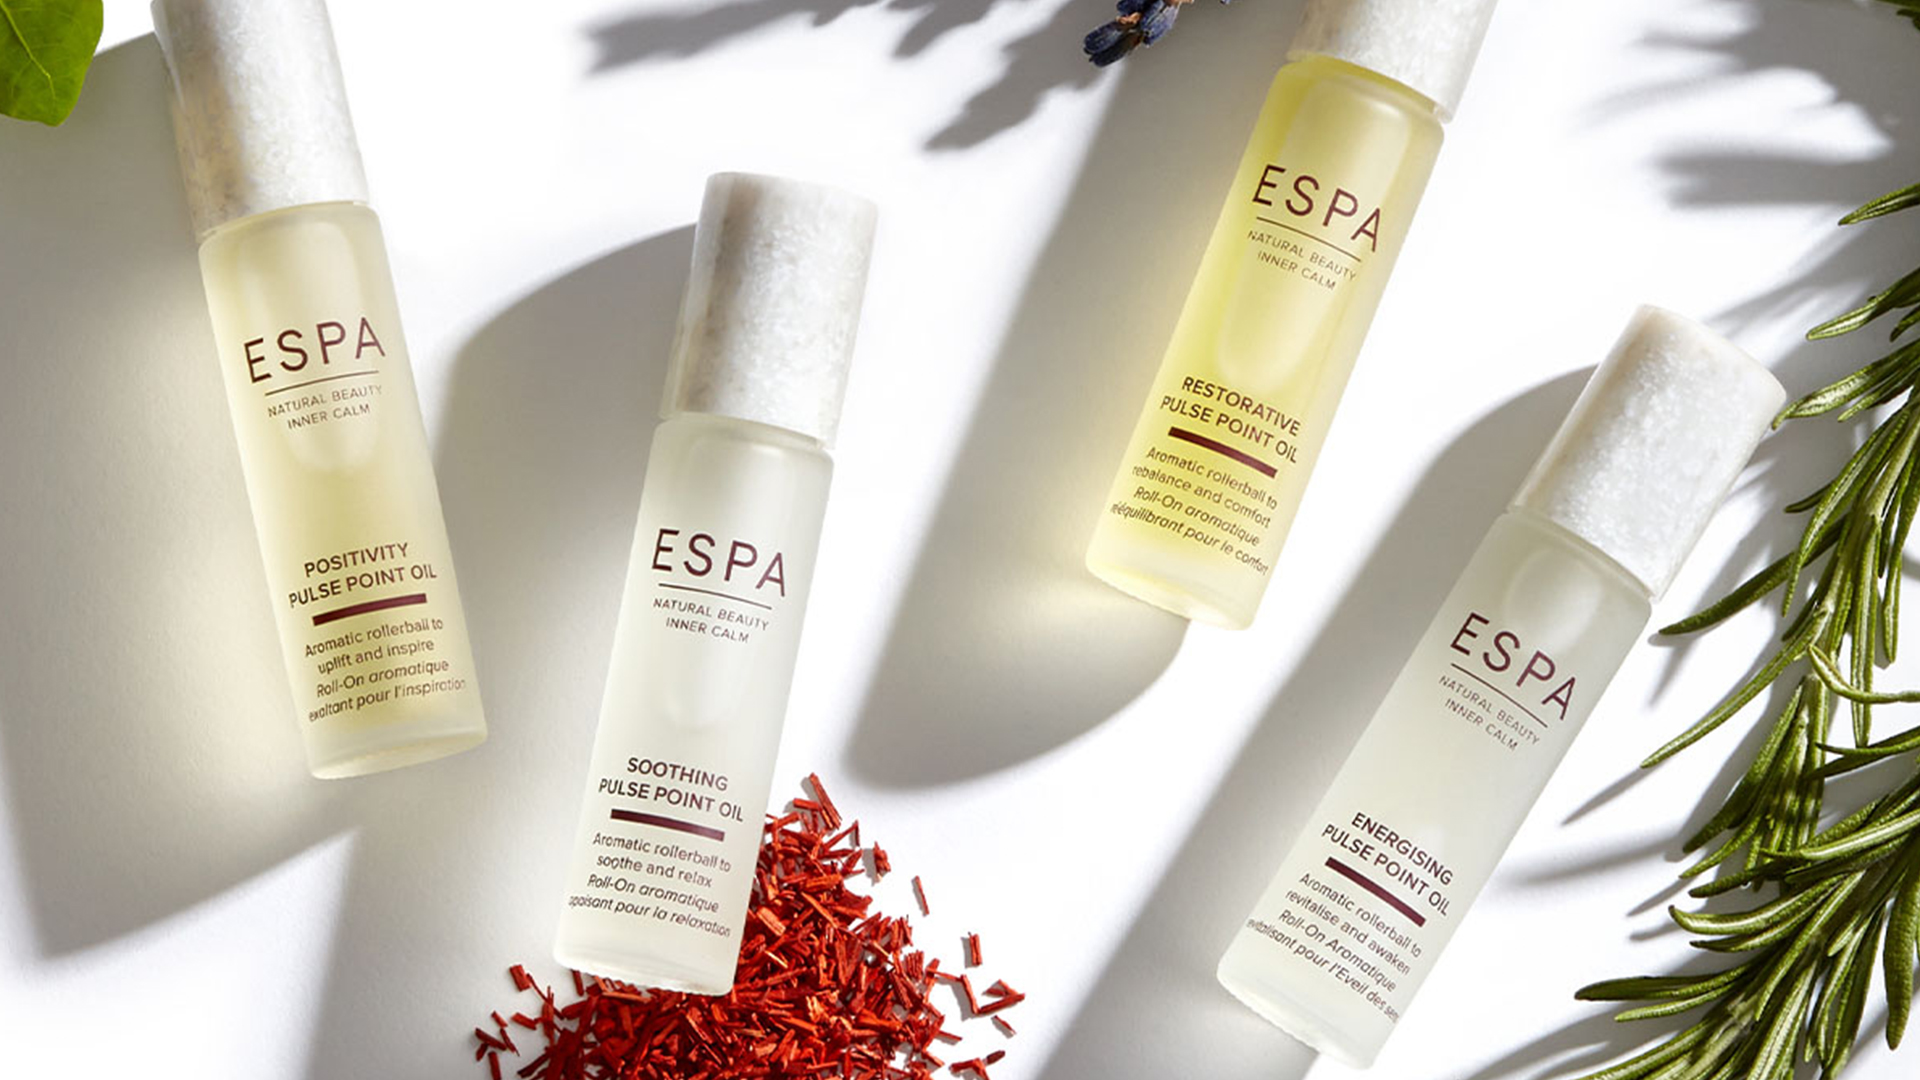 ESPA
NATURAL BEAUTY
INNER CALM
POSITIVITY
PULSE POINT OIL
Aromatic rollerball to
uplift and inspire
Roll-On aromatique
exaltant pour l'inspiration
ESPA
NATURAL BEAUTY
INNER CALM
SOOTHING
PULSE POINT OIL
Aromatic rollerball to
soothe and relax
Roll-On aromatique
apaisant pour la relaxation
ESPA
NATURAL BEAUTY
INNER CALM
RESTORATIVE
PULSE POINT OIL
Aromatic rollerball to
rebalance and comfort
Roll-On aromatique
rééquilibrant pour le confort
ESPA
NATURAL BEAUTY
INNER CALM
ENERGISING
PULSE POINT OIL
Aromatic rollerball to
revitalise and awaken
Roll-On Aromatique
pour l'Eveil des